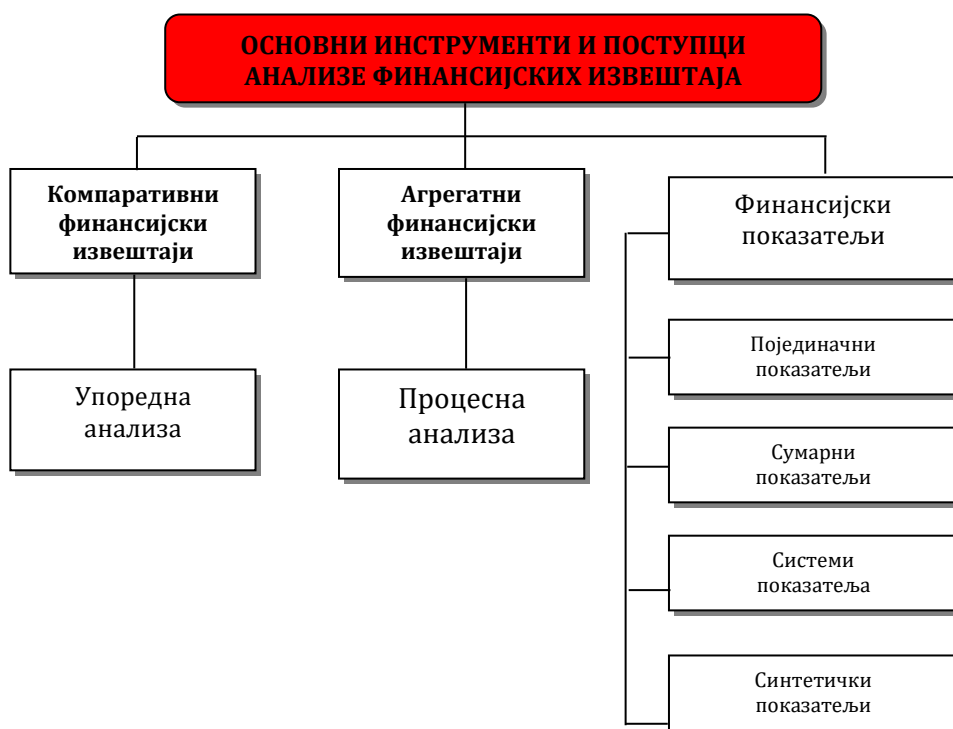 ОСНОВНИ ИНСТРУМЕНТИ И ПОСТУПЦИ
АНАЛИЗЕ ФИНАНСИЈСКИХ ИЗВЕШТАЈА
Компаративни
финансијски
извештаји
Агрегатни
финансијски
извештаји
Финансијски
показатељи
Упоредна
анализа
Процесна
анализа
Појединачни
показатељи
Сумарни
показатељи
Системи
показатеља
Синтетички
показатељи